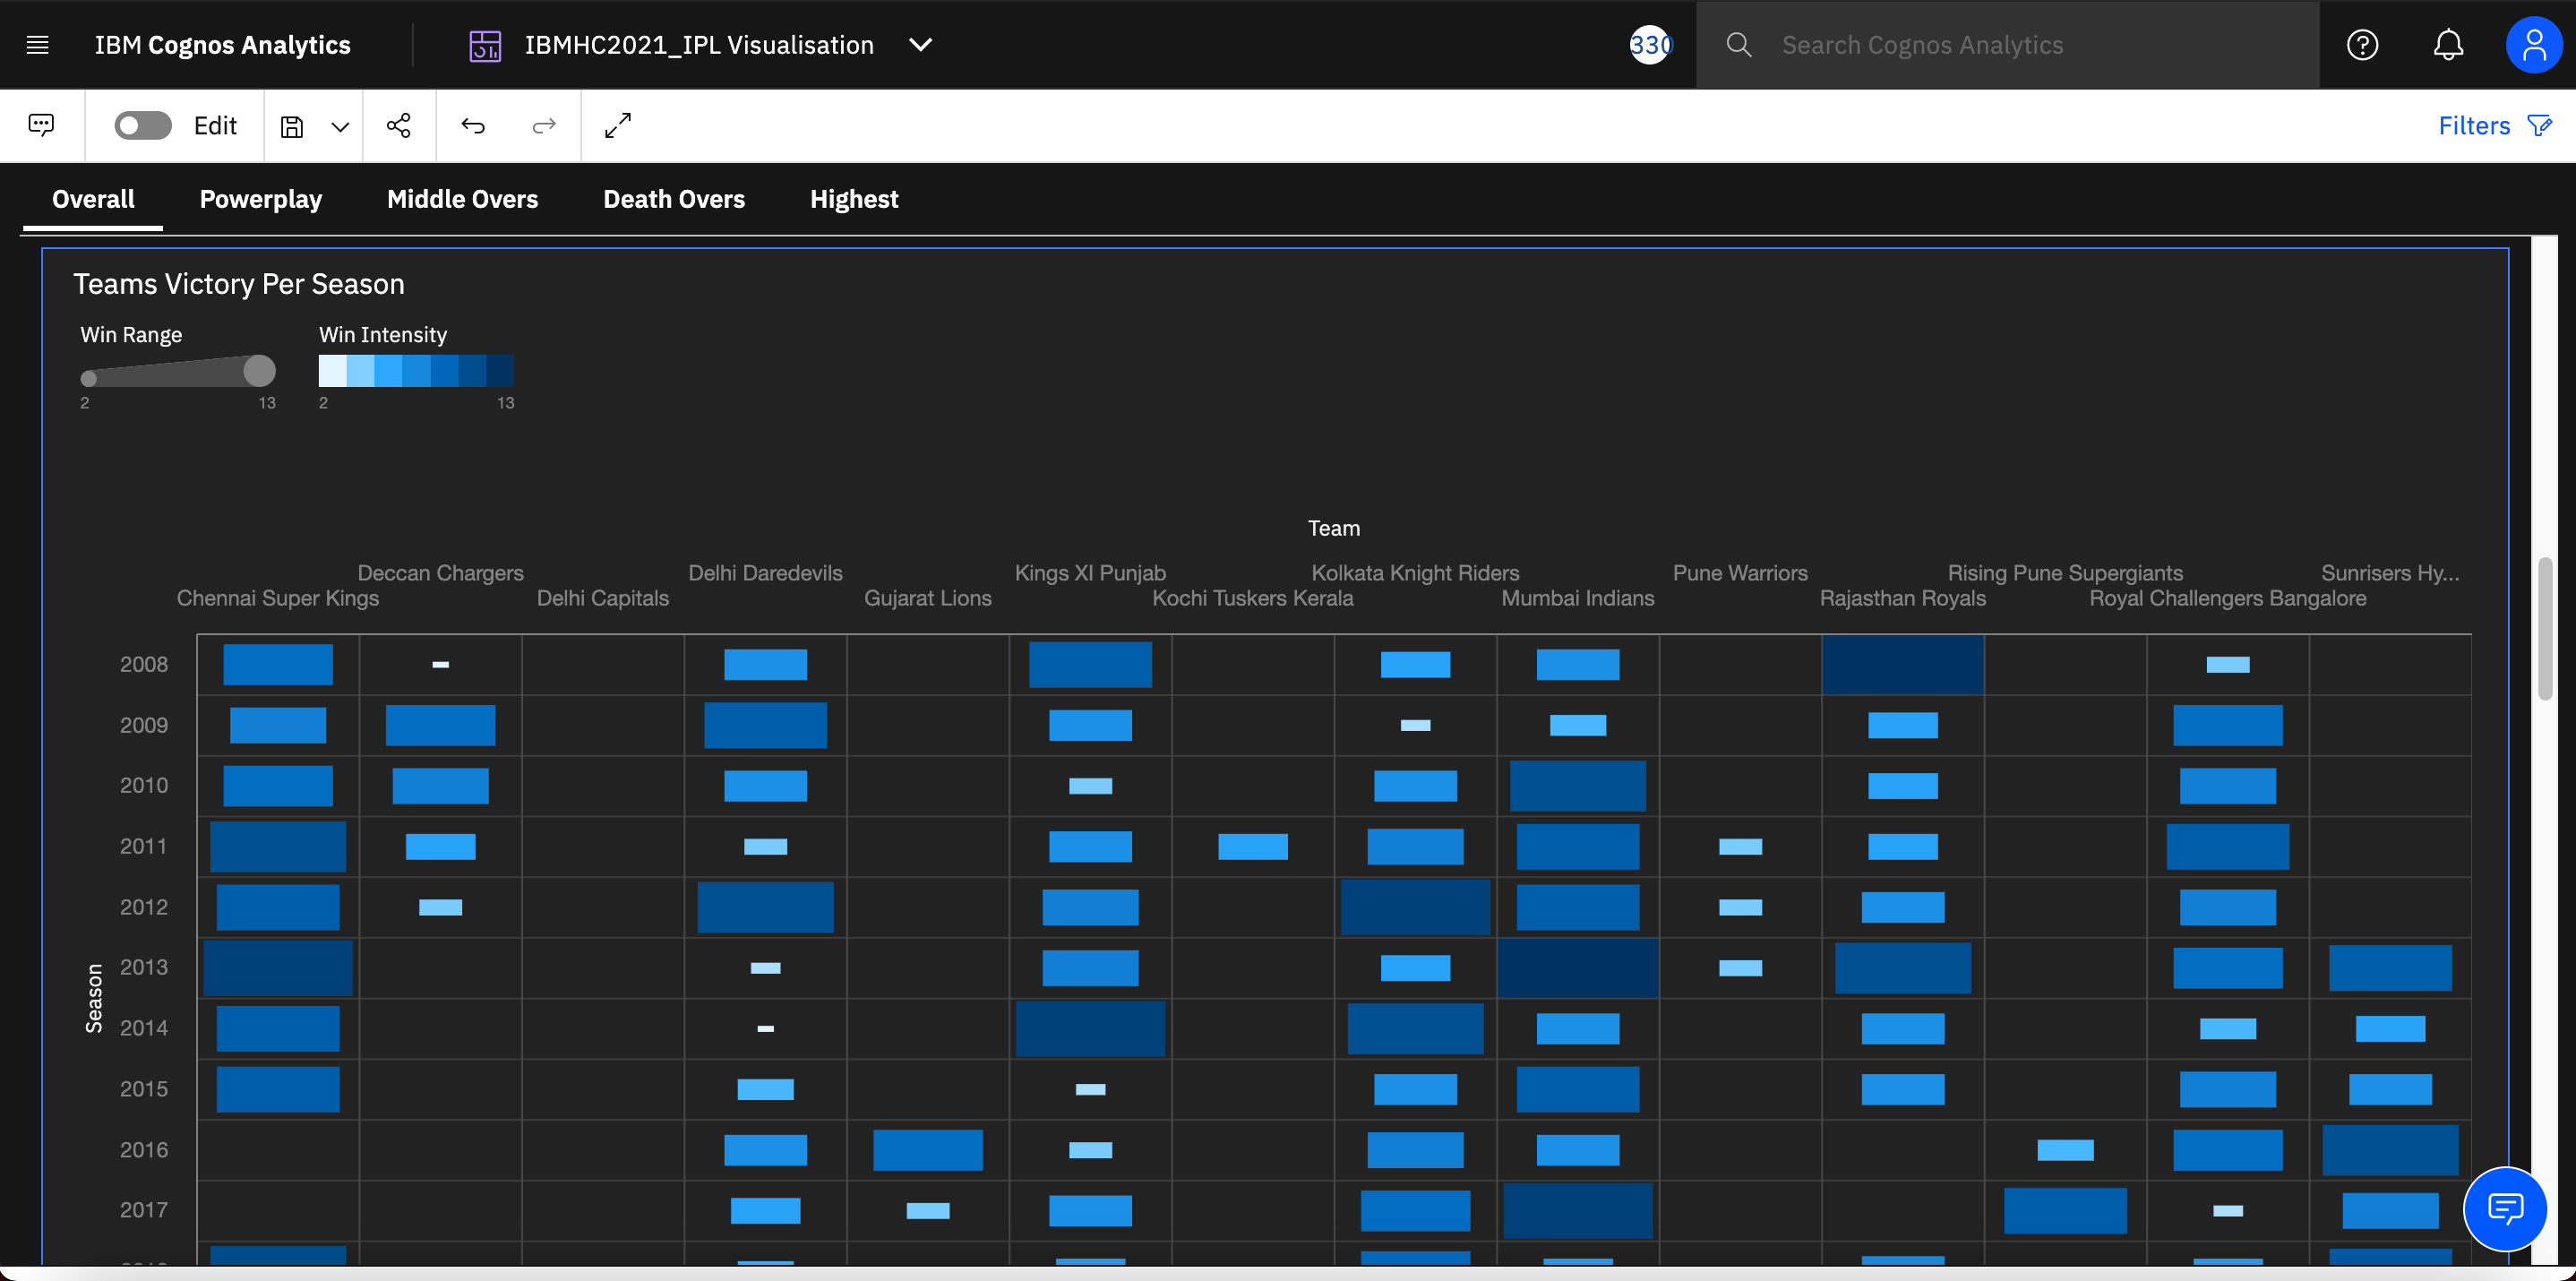 IBM Cognos Analytics
IBMHC2021_IPL Visualisation
330
Search Cognos Analytics
Edit
Filters
Overall
Powerplay
Middle Overs
Death Overs
Highest
Teams Victory Per Season
Win Range
Win Intensity
2
13
2
13
Team
Deccan Chargers
Delhi Daredevils
Kings XI Punjab
Kolkata Knight Riders
Pune Warriors
Rising Pune Supergiants
Sunrisers Hy...
Chennai Super Kings
Delhi Capitals
Gujarat Lions
Kochi Tuskers Kerala
Mumbai Indians
Rajasthan Royals
Royal Challengers Bangalore
Season
2008
2009
2010
2011
2012
2013
2014
2015
2016
2017